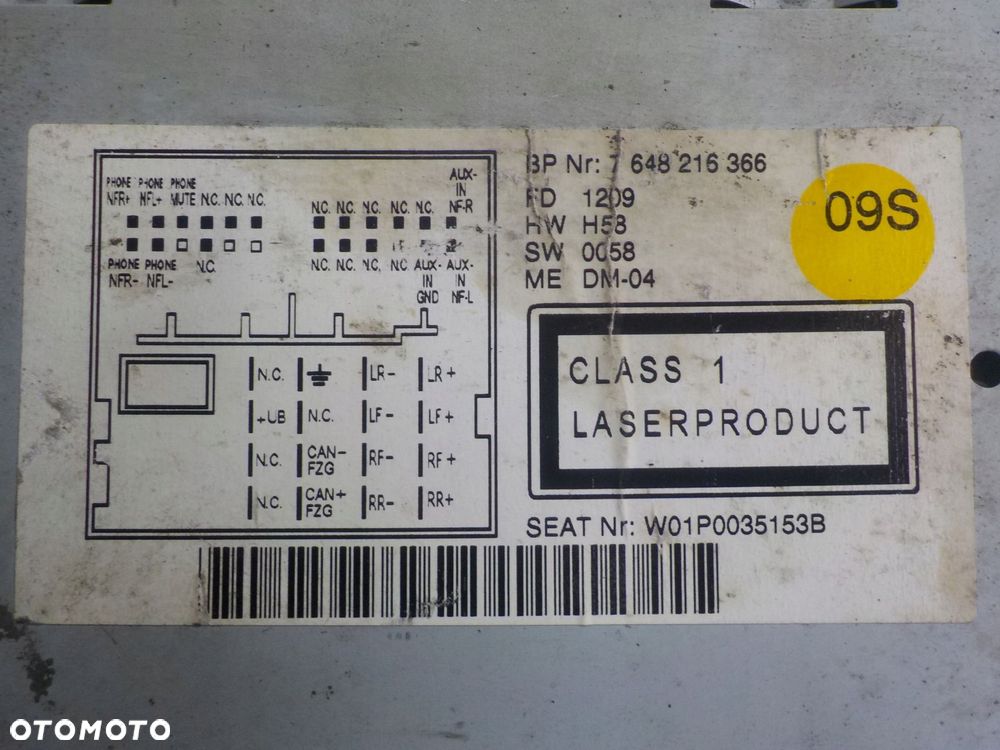 PHONE PHONE PHONE
NFR+ NFL+ MUTE N.C. N.C. N.C.
PHONE PHONE N.C.
NFR- NFL-
AUX-
IN
N.C. N.C. N.C. N.C. N.C. NF-R
N.C. N.C. N.C. N.C. AUX- AUX-
IN IN
GND NF-L
N.C. LR- LR+
+UB N.C. LF- LF+
N.C. CAN- FZG RF- RF+
N.C. CAN+ FZG RR- RR+
BP Nr: 7 648 216 366
FD 1209
HW H58
SW 0058
ME DM-04
09S
CLASS 1
LASERPRODUCT
SEAT Nr: W01P0035153B
OTOMOTO